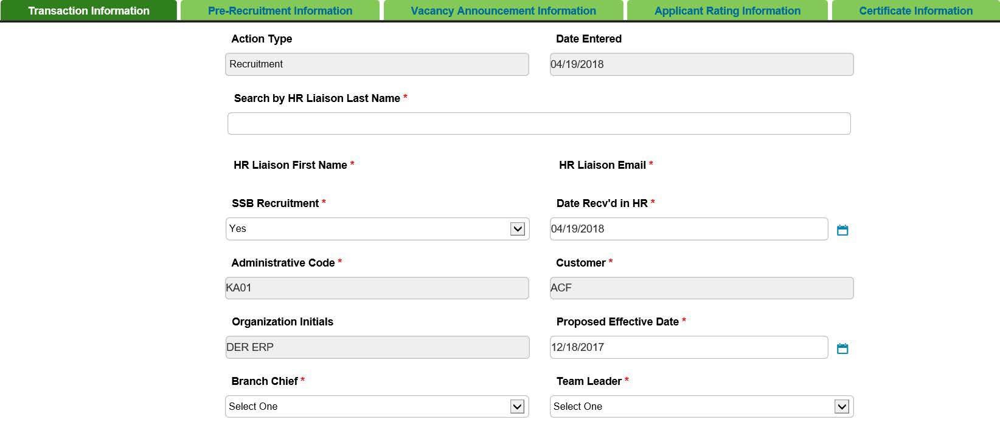 Transaction Information Pre-Recruitment Information Vacancy Announcement Information Applicant Rating Information Certificate Information
Action Type Date Entered
Recruitment 04/19/2018
Search by HR Liaison Last Name *
HR Liaison First Name * HR Liaison Email *
SSB Recruitment * Date Recv'd in HR *
Yes 04/19/2018
Administrative Code * Customer *
KA01 ACF
Organization Initials Proposed Effective Date *
DER ERP 12/18/2017
Branch Chief * Team Leader *
Select One Select One